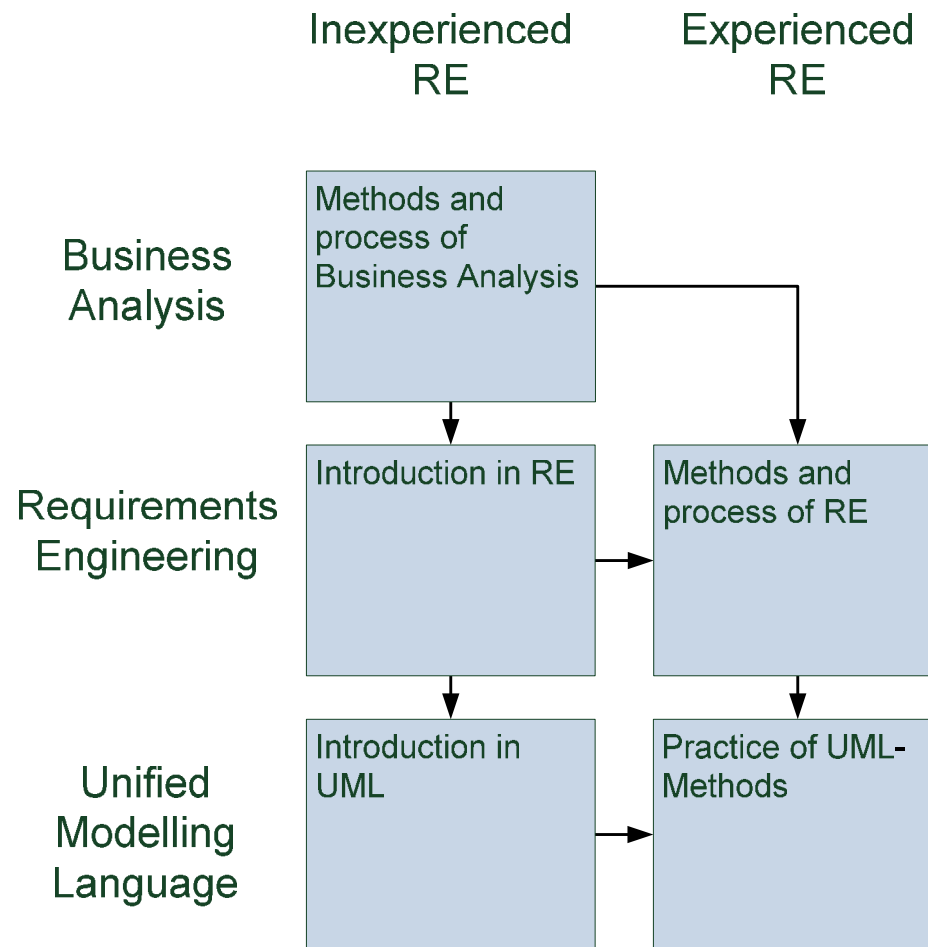 Inexperienced
RE
Experienced
RE
Business
Analysis
Methods and
process of
Business Analysis
Requirements
Engineering
Introduction in RE
Methods and
process of RE
Unified
Modelling
Language
Introduction in
UML
Practice of UML-
Methods